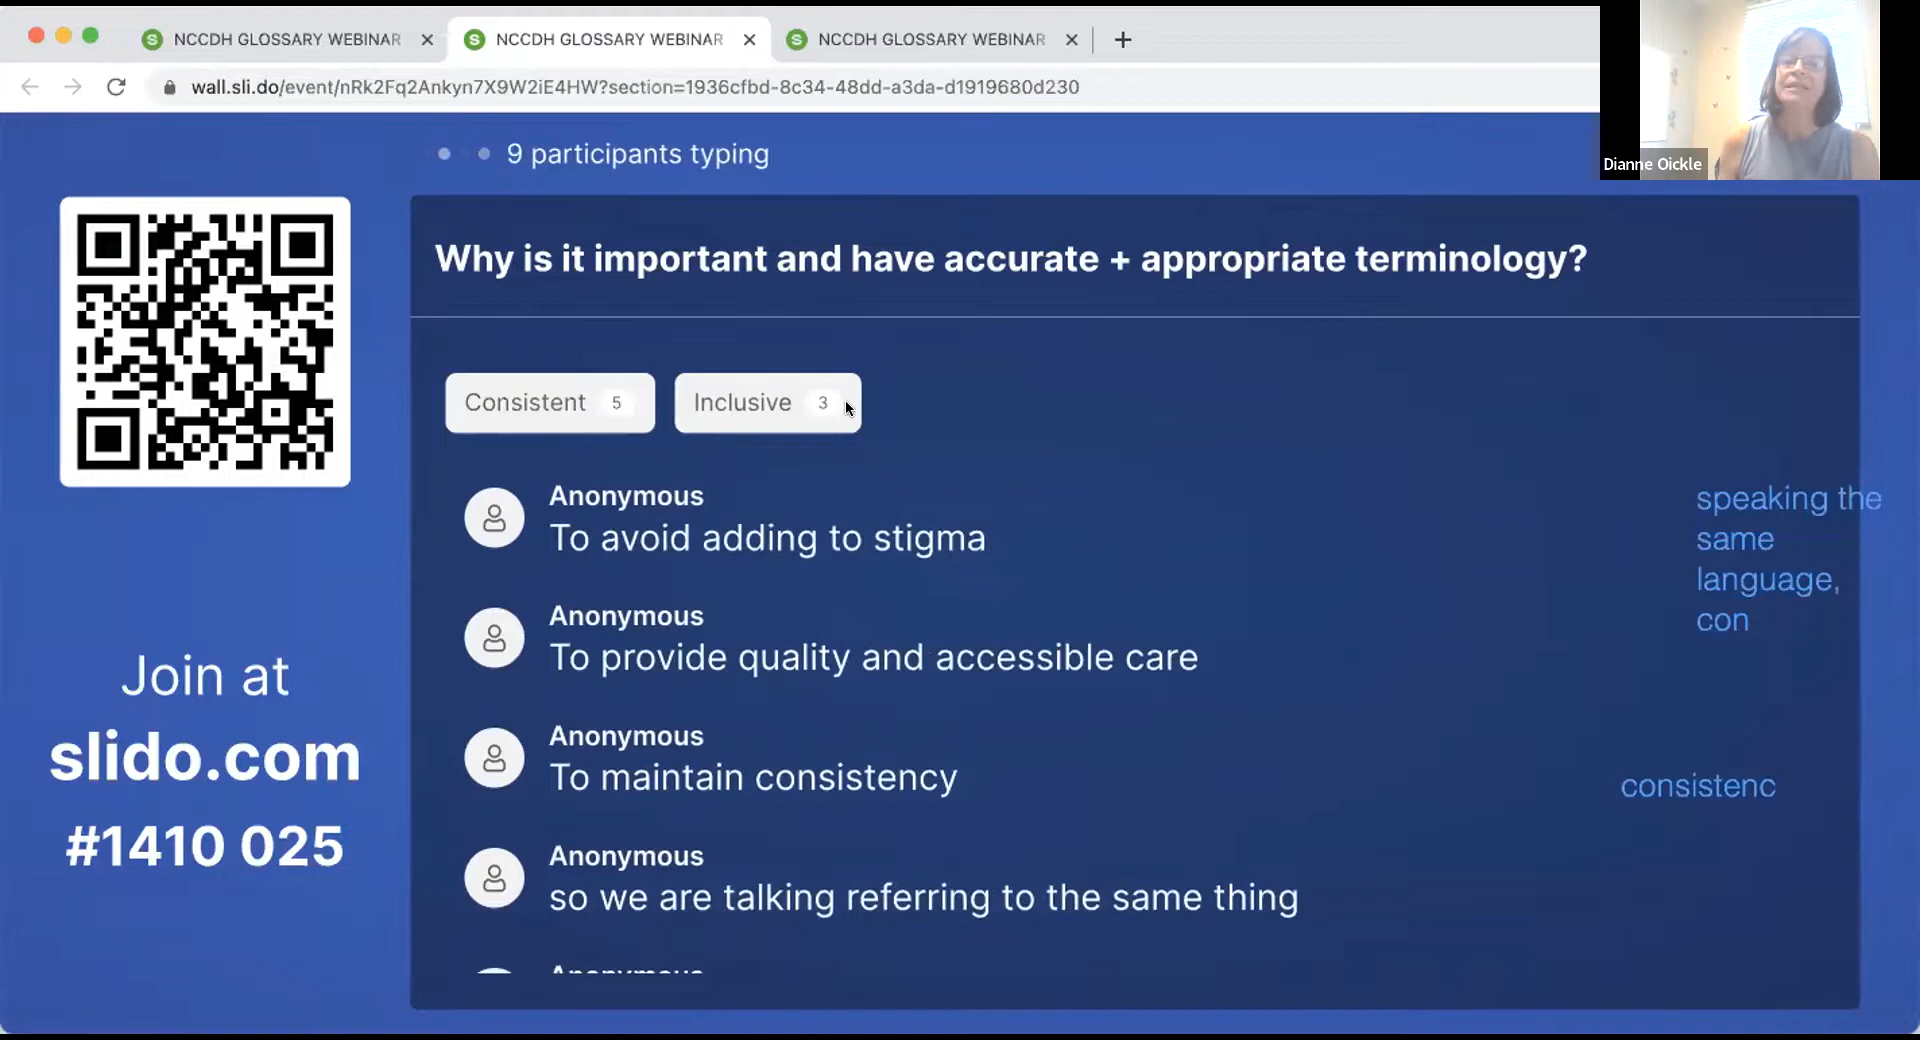 NCCDH GLOSSARY WEBINAR
NCCDH GLOSSARY WEBINAR
NCCDH GLOSSARY WEBINAR
wall.sli.do/event/nRk2Fq2Ankyn7X9W2iE4HW?section=1936cfbd-8c34-48dd-a3da-d1919680d230
Dianne Oickle
9 participants typing
Why is it important and have accurate + appropriate terminology?
Consistent 5
Inclusive 3
Anonymous
To avoid adding to stigma
Anonymous
To provide quality and accessible care
Anonymous
To maintain consistency
Anonymous
so we are talking referring to the same thing
Anonymous
speaking the
same
language,
con
consistenc
Join at
slido.com
#1410 025